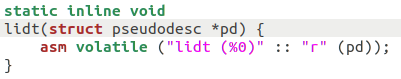 static inline void
lidt(struct pseudodesc *pd) {
    asm volatile ("lidt (%0)" :: "r" (pd));
}